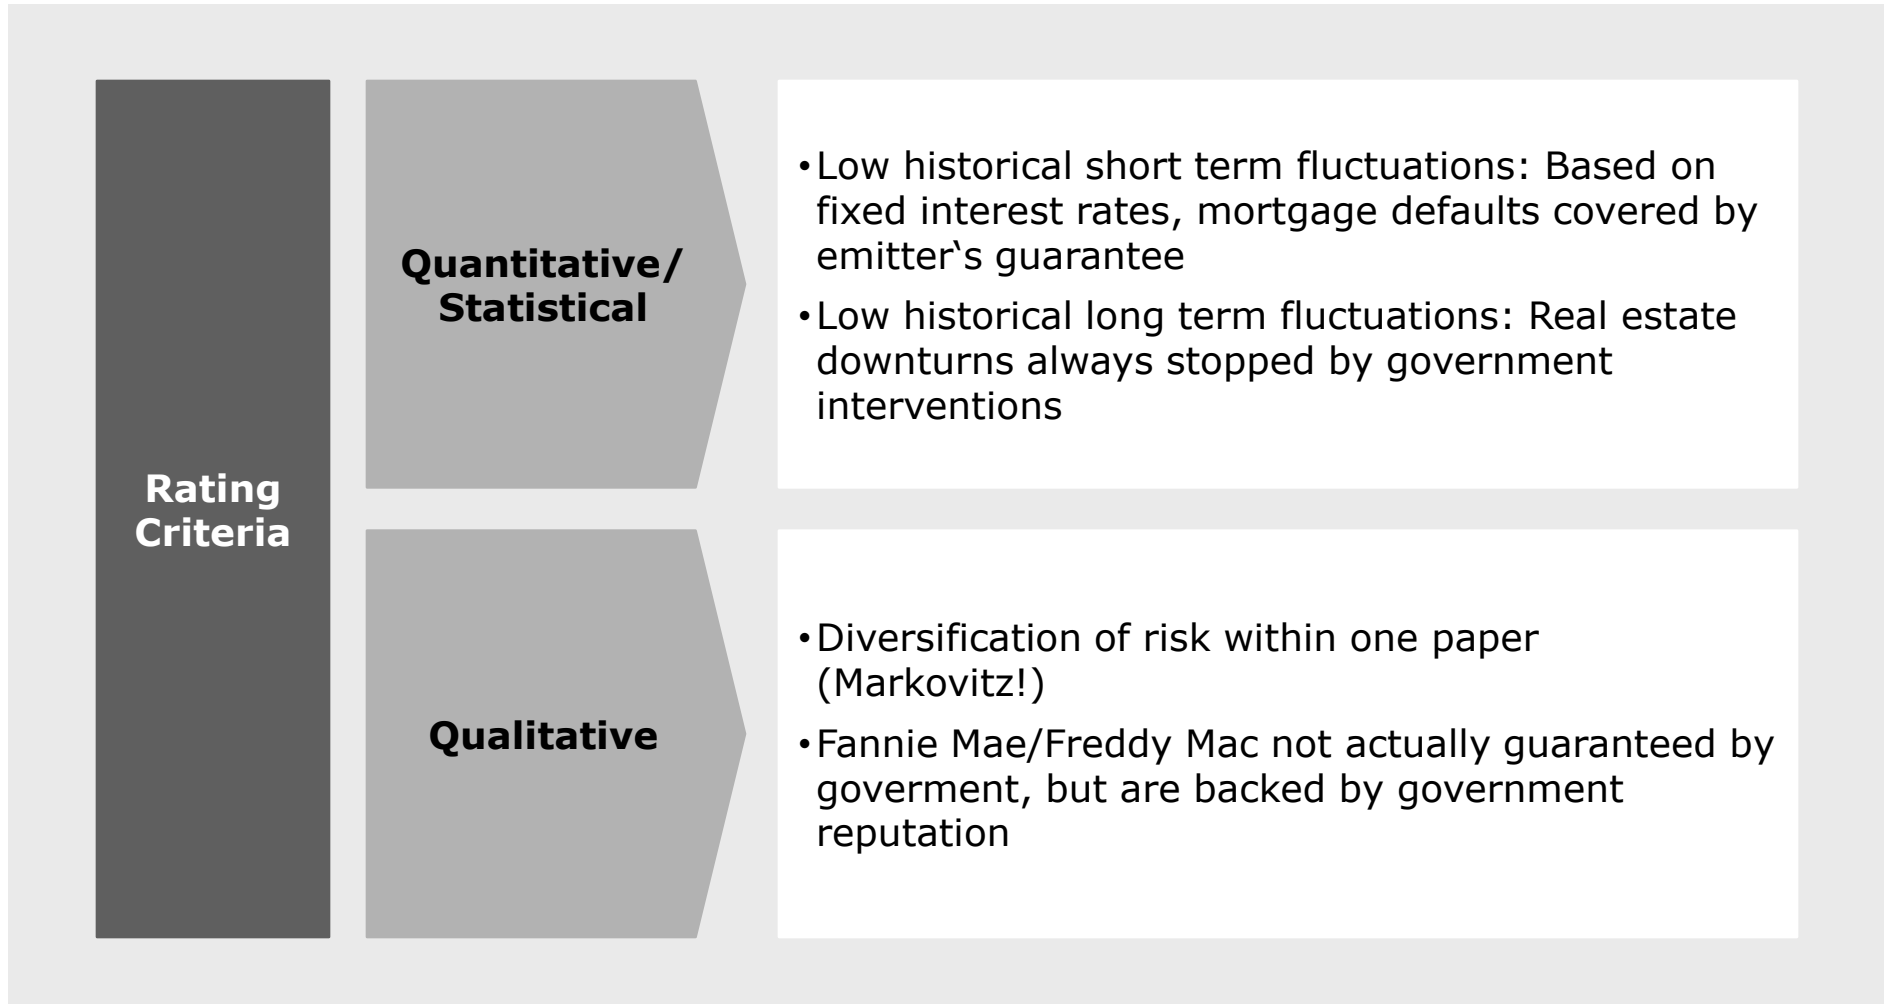 Rating
Criteria
Quantitative/
Statistical
•Low historical short term fluctuations: Based on
fixed interest rates, mortgage defaults covered by
emitter‘s guarantee
•Low historical long term fluctuations: Real estate
downturns always stopped by government
interventions
Qualitative
•Diversification of risk within one paper
(Markovitz!)
•Fannie Mae/Freddy Mac not actually guaranteed by
goverment, but are backed by government
reputation